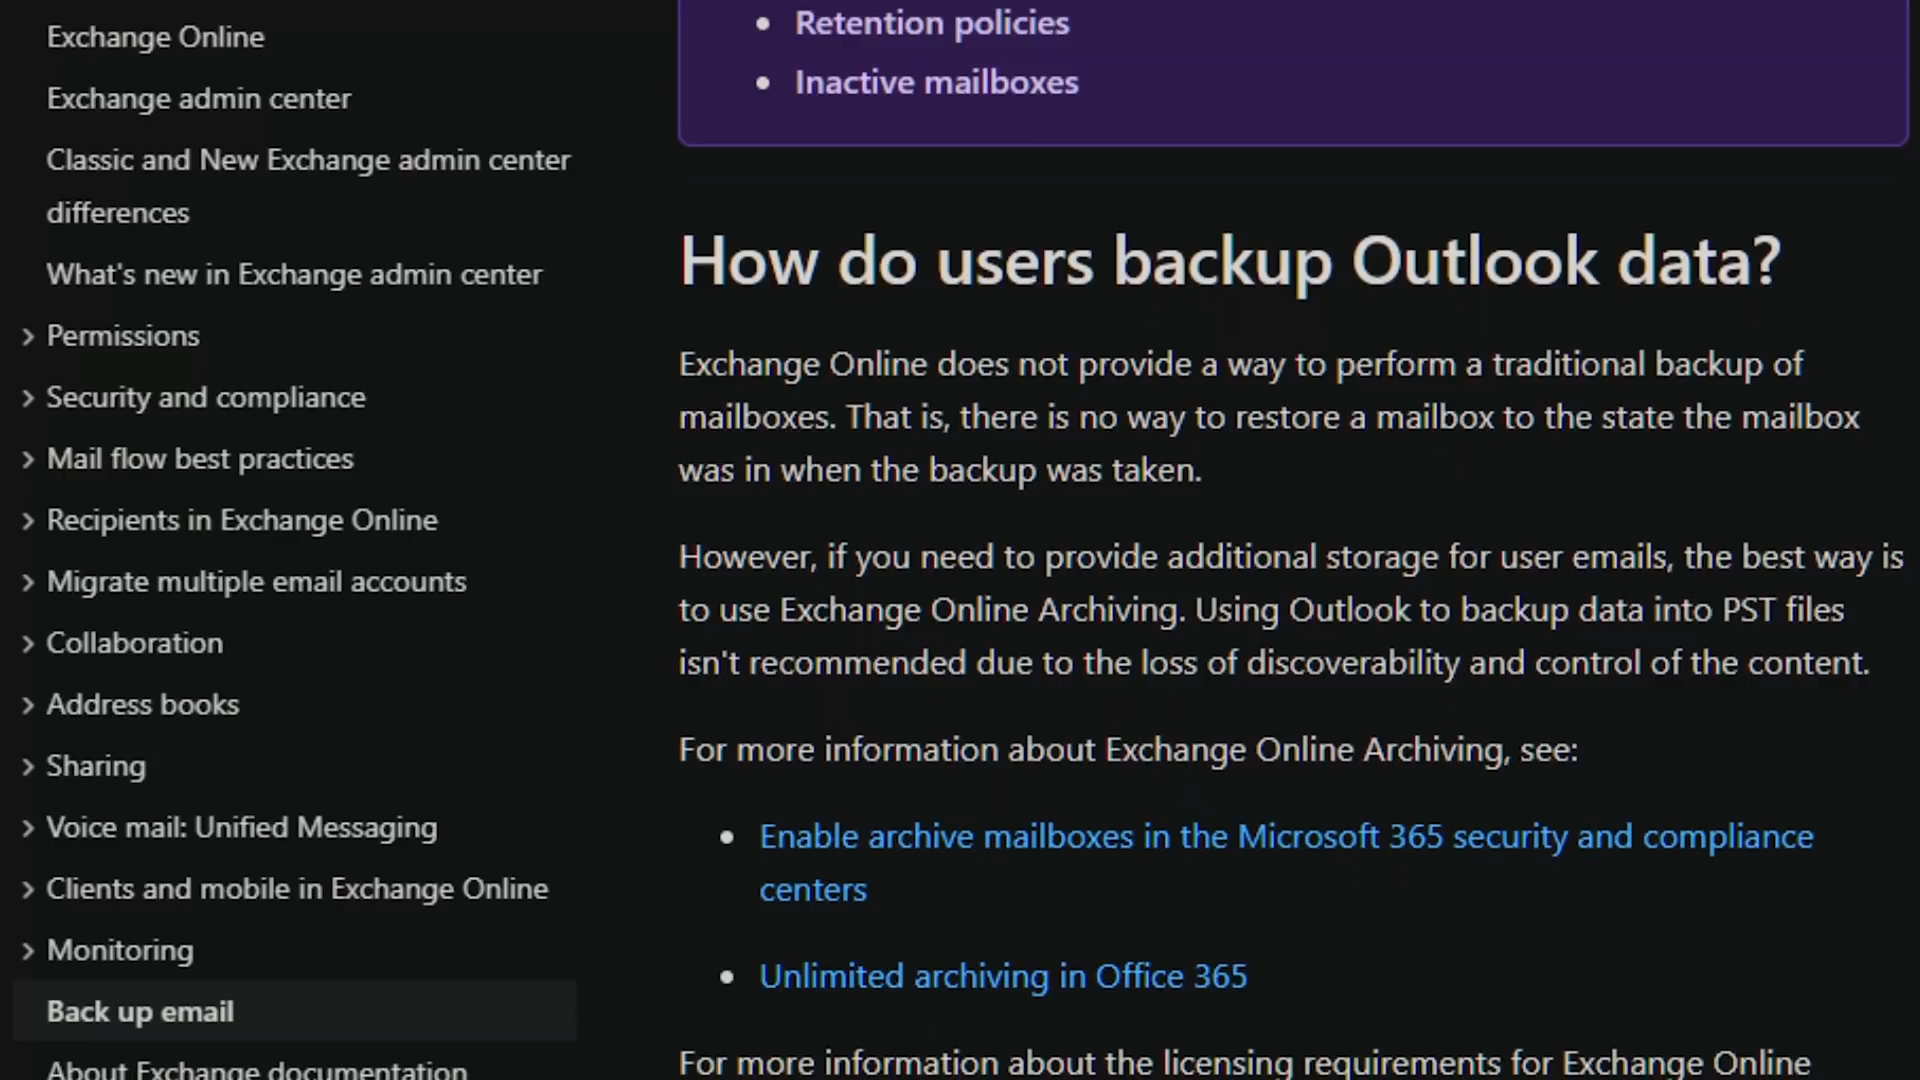 Exchange Online
Exchange admin center
Classic and New Exchange admin center
differences
What's new in Exchange admin center
Permissions
Security and compliance
Mail flow best practices
Recipients in Exchange Online
Migrate multiple email accounts
Collaboration
Address books
Sharing
Voice mail: Unified Messaging
Clients and mobile in Exchange Online
Monitoring
Back up email
About Exchange documentation
• Retention policies
• Inactive mailboxes
How do users backup Outlook data?
Exchange Online does not provide a way to perform a traditional backup of
mailboxes. That is, there is no way to restore a mailbox to the state the mailbox
was in when the backup was taken.
However, if you need to provide additional storage for user emails, the best way is
to use Exchange Online Archiving. Using Outlook to backup data into PST files
isn't recommended due to the loss of discoverability and control of the content.
For more information about Exchange Online Archiving, see:
• Enable archive mailboxes in the Microsoft 365 security and compliance
centers
• Unlimited archiving in Office 365
For more information about the licensing requirements for Exchange Online